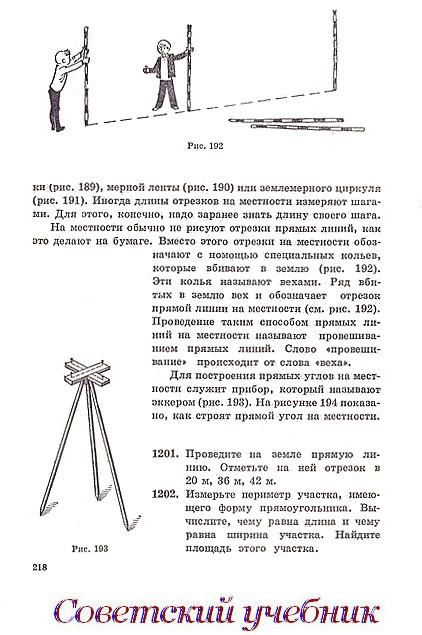 Рис. 192
ки (рис. 189), мерной ленты (рис. 190) или землемерного циркуля
(рис. 191). Иногда длины отрезков на местности измеряют шага-
ми. Для этого, конечно, надо заранее знать длину своего шага.
На местности обычно не рисуют отрезки прямых линий, как
это делают на бумаге. Вместо этого отрезки на местности обоз-
начают с помощью специальных кольев,
которые вбивают в землю (рис. 192).
Эти колья называют вехами. Ряд вби-
тых в землю вех и обозначает отрезок
прямой линии на местности (см. рис. 192).
Проведение таким способом прямых ли-
ний на местности называют провешива-
нием прямых линий. Слово «провеши-
вание» происходит от слова «веха».
Для построения прямых углов на мест-
ности служит прибор, который называют
эккером (рис. 193). На рисунке 194 показа-
но, как строят прямой угол на местности.
1201. Проведите на земле прямую ли-
нию. Отметьте на ней отрезок в
20 м, 36 м, 42 м.
1202. Измерьте периметр участка, имею-
щего форму прямоугольника. Вы-
числите, чему равна длина и чему
равна ширина участка. Найдите
площадь этого участка.
Рис. 193
218
Советский учебник